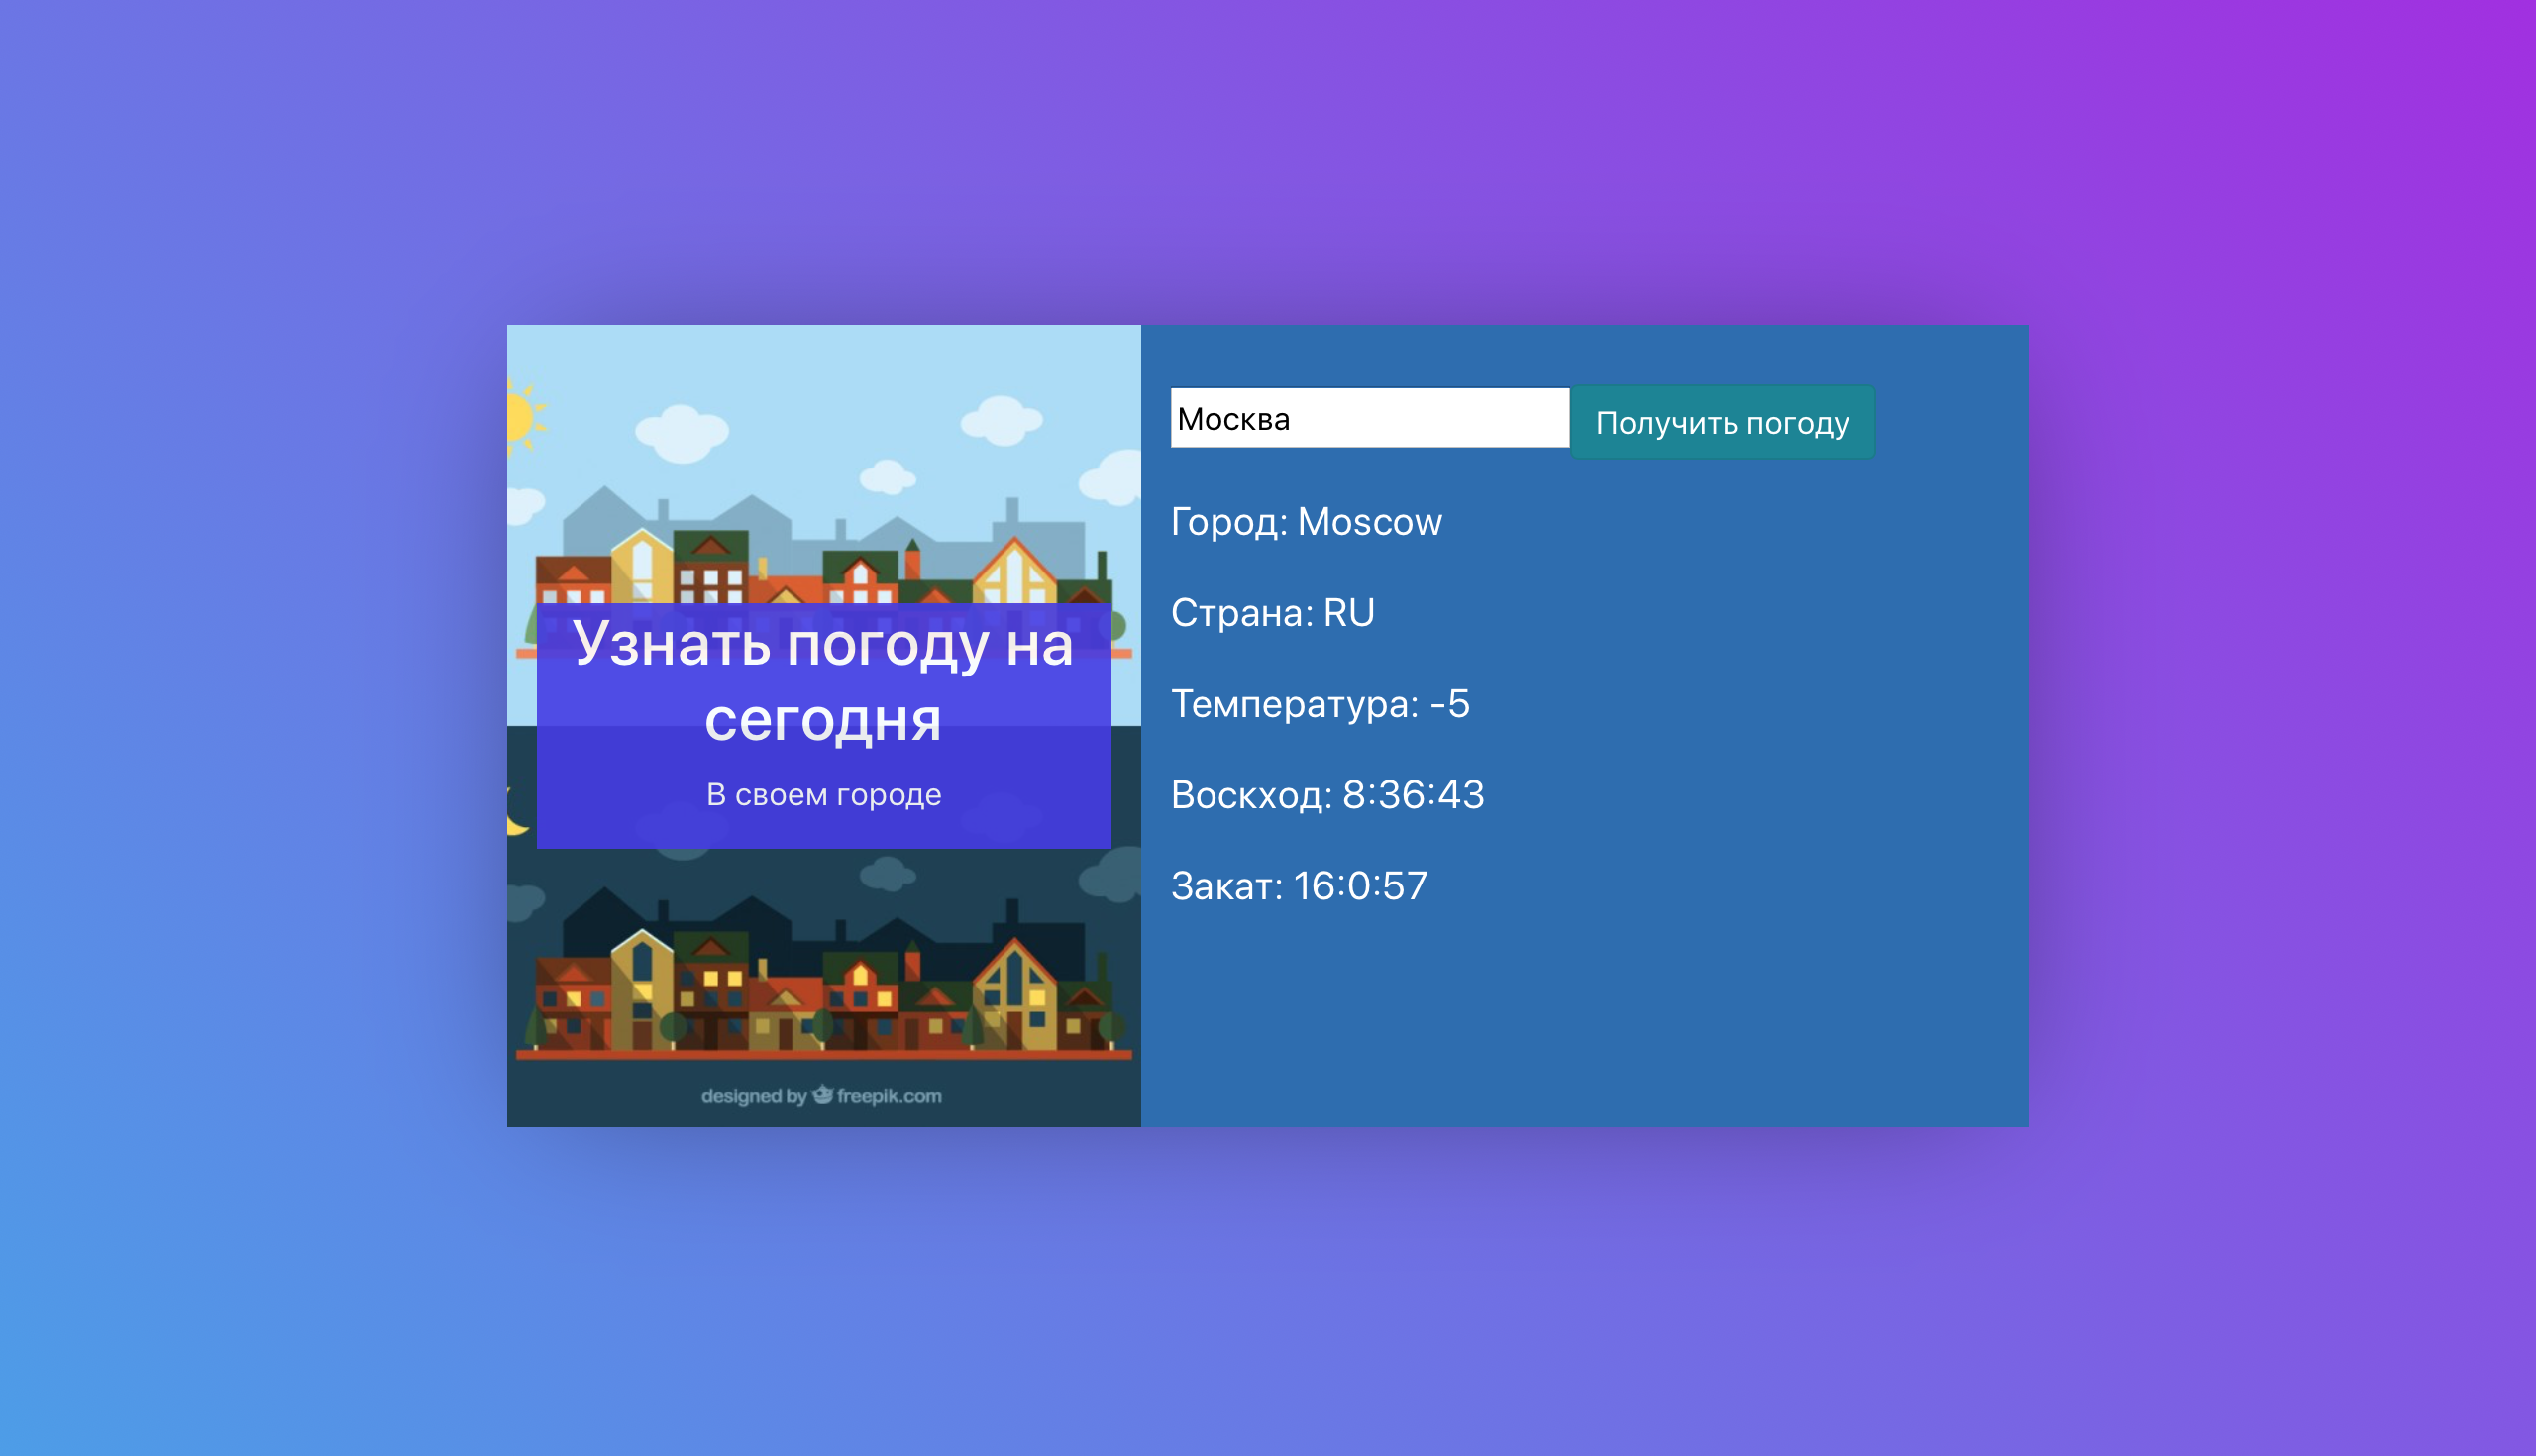 Узнать погоду на
сегодня
В своем городе
designed by freepik.com
Москва
Получить погоду
Город: Moscow
Страна: RU
Температура: -5
Воскход: 8:36:43
Закат: 16:0:57